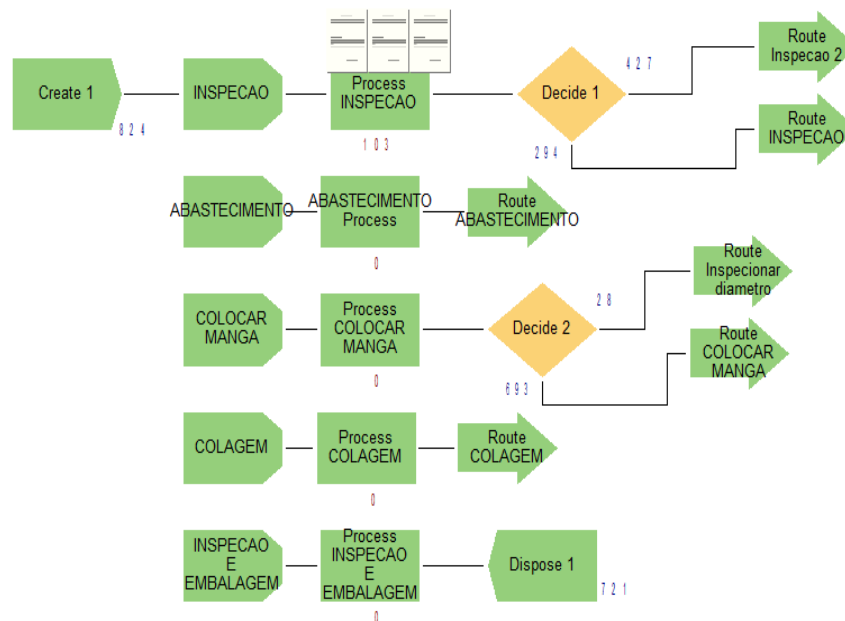 Create 1
8 2 4
INSPECAO
Process
INSPECAO
1 0 3
Decide 1
4 2 7
2 9 4
Route
Inspecao 2
Route
INSPECAO
ABASTECIMENTO
ABASTECIMENTO
Process
0
Route
ABASTECIMENTO
COLOCAR
MANGA
Process
COLOCAR
MANGA
0
Decide 2
2 8
6 9 3
Route
Inspecionar
diametro
Route
COLOCAR
MANGA
COLAGEM
Process
COLAGEM
0
Route
COLAGEM
INSPECAO
E
EMBALAGEM
Process
INSPECAO
E
EMBALAGEM
0
Dispose 1
7 2 1